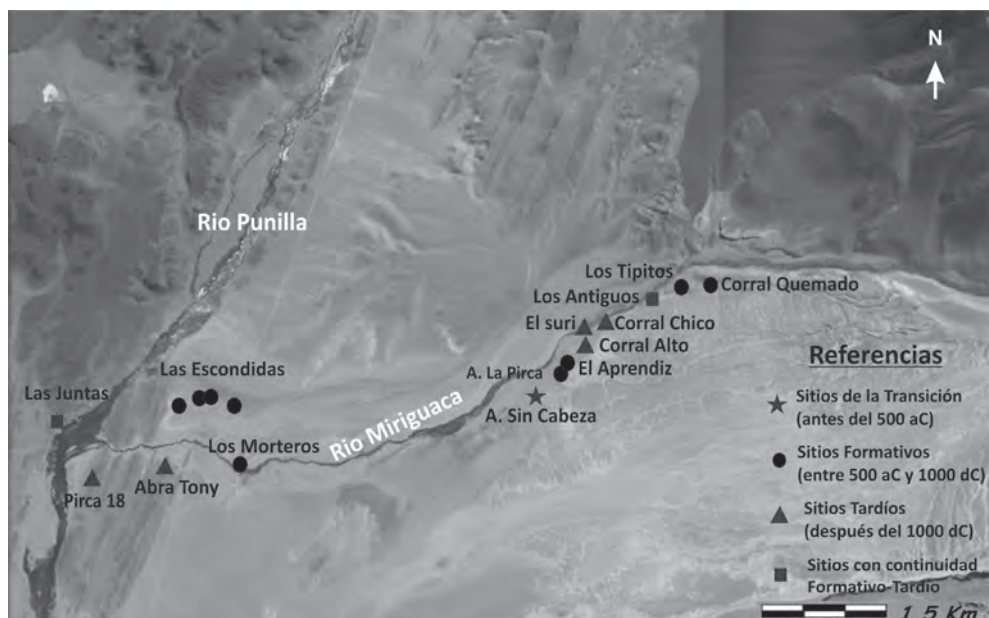 N
Rio Punilla
Los Tipitos
Corral Quemado
Los Antiguos
El suri
Corral Chico
Corral Alto
Las Escondidas
A. La Pirca
El Aprendiz
Las Juntas
A. Sin Cabeza
Rio Miriguaca
Los Morteros
Abra Tony
Pirca 18
Referencias
Sitios de la Transición
(antes del 500 aC)
Sitios Formativos
(entre 500 aC y 1000 dC)
Sitios Tardíos
(después del 1000 dC)
Sitios con continuidad
Formativo-Tardío
1.5 Km